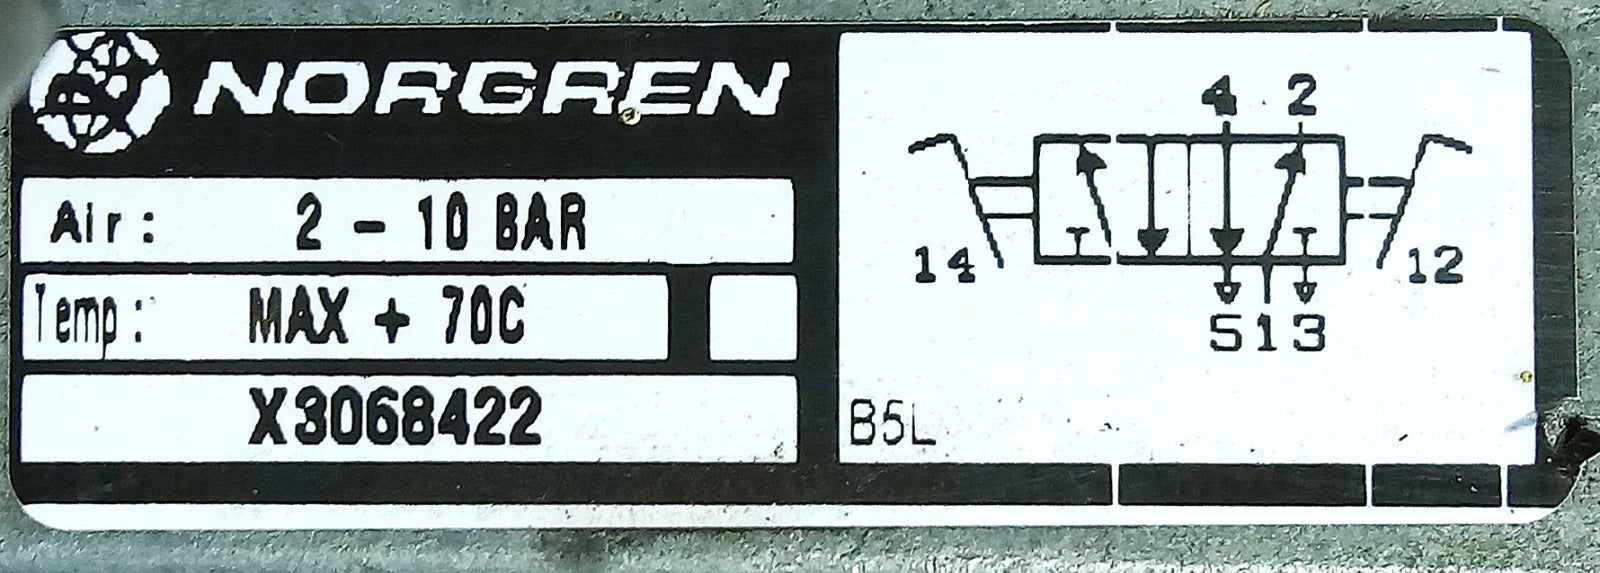 NORGREN
Air: 2 - 10 BAR
Temp: MAX + 70C
X3068422
4 2
14 12
513
B5L